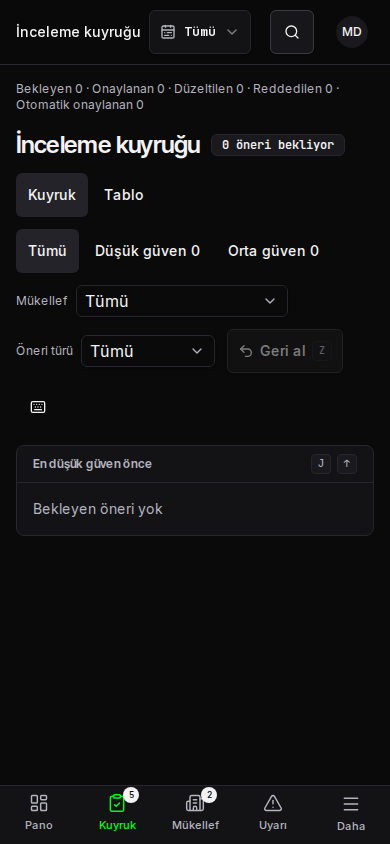 İnceleme kuyruğu
Tümü
MD
Bekleyen 0 · Onaylanan 0 · Düzeltilen 0 · Reddedilen 0 ·
Otomatik onaylanan 0
İnceleme kuyruğu
0 öneri bekliyor
Kuyruk
Tablo
Tümü
Düşük güven 0
Orta güven 0
Mükellef
Tümü
Öneri türü
Tümü
Geri al
Z
En düşük güven önce
J
↑
Bekleyen öneri yok
5
2
Pano
Kuyruk
Mükellef
Uyarı
Daha